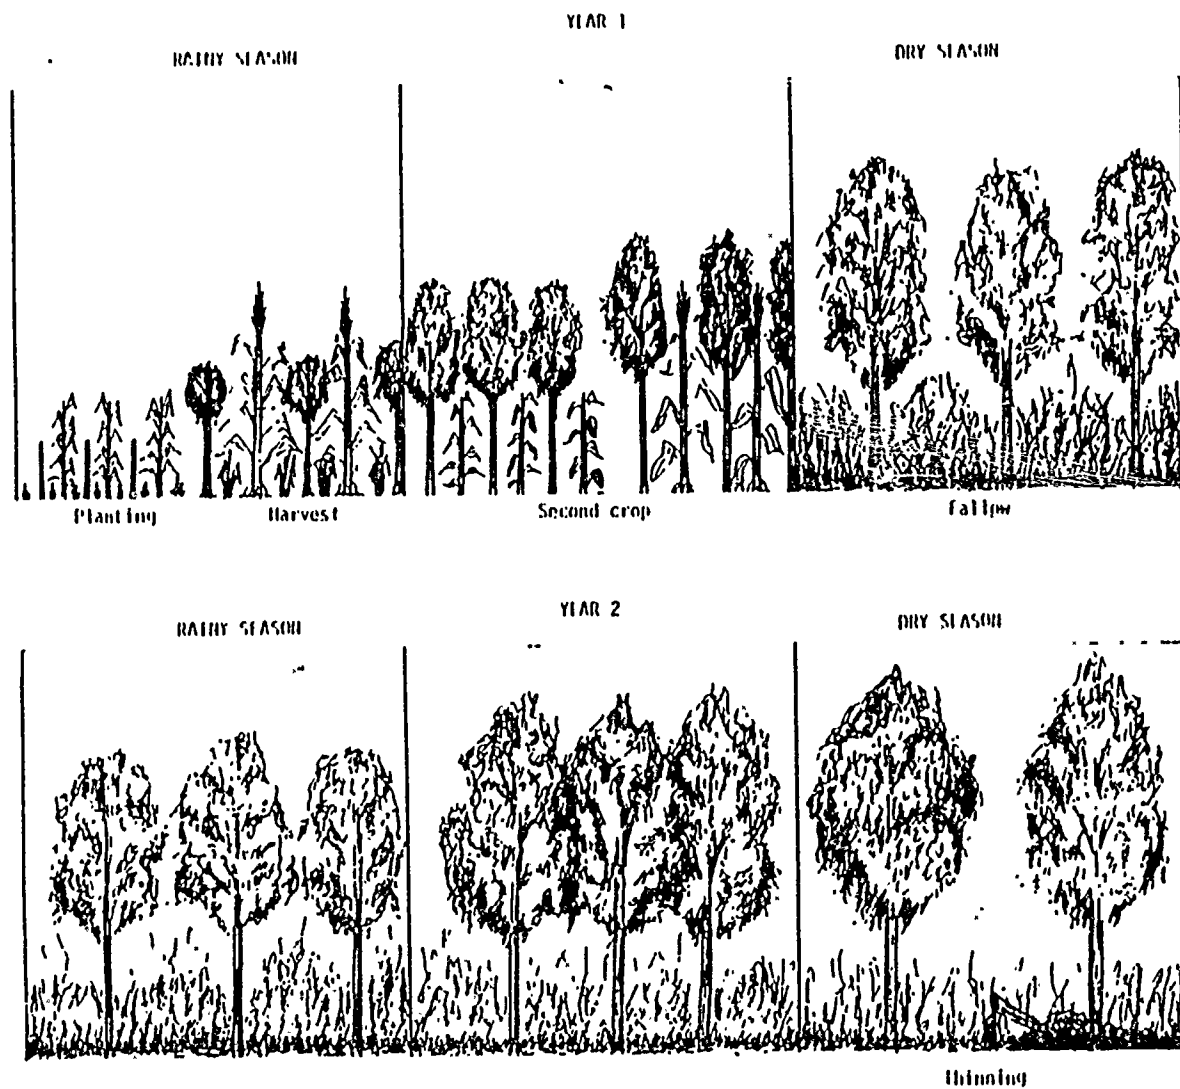 YEAR 1
RAINY SEASON
DRY SEASON
Planting
Harvest
Second crop
Fallow
YEAR 2
RAINY SEASON
DRY SEASON
Thinning